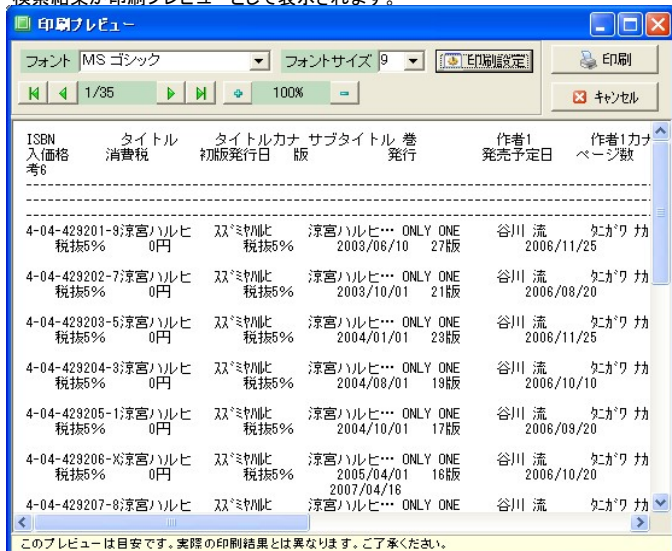 検索結果が印刷プレビューとして表示されます。
印刷プレビュー
フォント MS ゴシック フォントサイズ 9 印刷設定 印刷
1/35 100% キャンセル
ISBN タイトル タイトルカナ サブタイトル 巻 作者1 作者1カナ
入価格 消費税 初版発行日 版 発行 発売予定日 ページ数
考6
4-04-429201-9涼宮ハルヒ ｽｽﾞﾐﾔﾊﾙﾋ 涼宮ハルヒ… ONLY ONE 谷川 流 ﾀﾆｶﾞﾜ ﾅｶ
税抜5% 0円 税抜5% 2003/06/10 27版 2006/11/25
4-04-429202-7涼宮ハルヒ ｽｽﾞﾐﾔﾊﾙﾋ 涼宮ハルヒ… ONLY ONE 谷川 流 ﾀﾆｶﾞﾜ ﾅｶ
税抜5% 0円 税抜5% 2003/10/01 21版 2006/08/20
4-04-429203-5涼宮ハルヒ ｽｽﾞﾐﾔﾊﾙﾋ 涼宮ハルヒ… ONLY ONE 谷川 流 ﾀﾆｶﾞﾜ ﾅｶ
税抜5% 0円 税抜5% 2004/01/01 23版 2006/11/25
4-04-429204-3涼宮ハルヒ ｽｽﾞﾐﾔﾊﾙﾋ 涼宮ハルヒ… ONLY ONE 谷川 流 ﾀﾆｶﾞﾜ ﾅｶ
税抜5% 0円 税抜5% 2004/08/01 19版 2006/10/10
4-04-429205-1涼宮ハルヒ ｽｽﾞﾐﾔﾊﾙﾋ 涼宮ハルヒ… ONLY ONE 谷川 流 ﾀﾆｶﾞﾜ ﾅｶ
税抜5% 0円 税抜5% 2004/10/01 17版 2006/09/20
4-04-429206-X涼宮ハルヒ ｽｽﾞﾐﾔﾊﾙﾋ 涼宮ハルヒ… ONLY ONE 谷川 流 ﾀﾆｶﾞﾜ ﾅｶ
税抜5% 0円 税抜5% 2005/04/01 16版 2006/10/20
2007/04/16
4-04-429207-8涼宮ハルヒ ｽｽﾞﾐﾔﾊﾙﾋ 涼宮ハルヒ… ONLY ONE 谷川 流 ﾀﾆｶﾞﾜ ﾅｶ
このプレビューは目安です。実際の印刷結果とは異なります。ご了承ください。